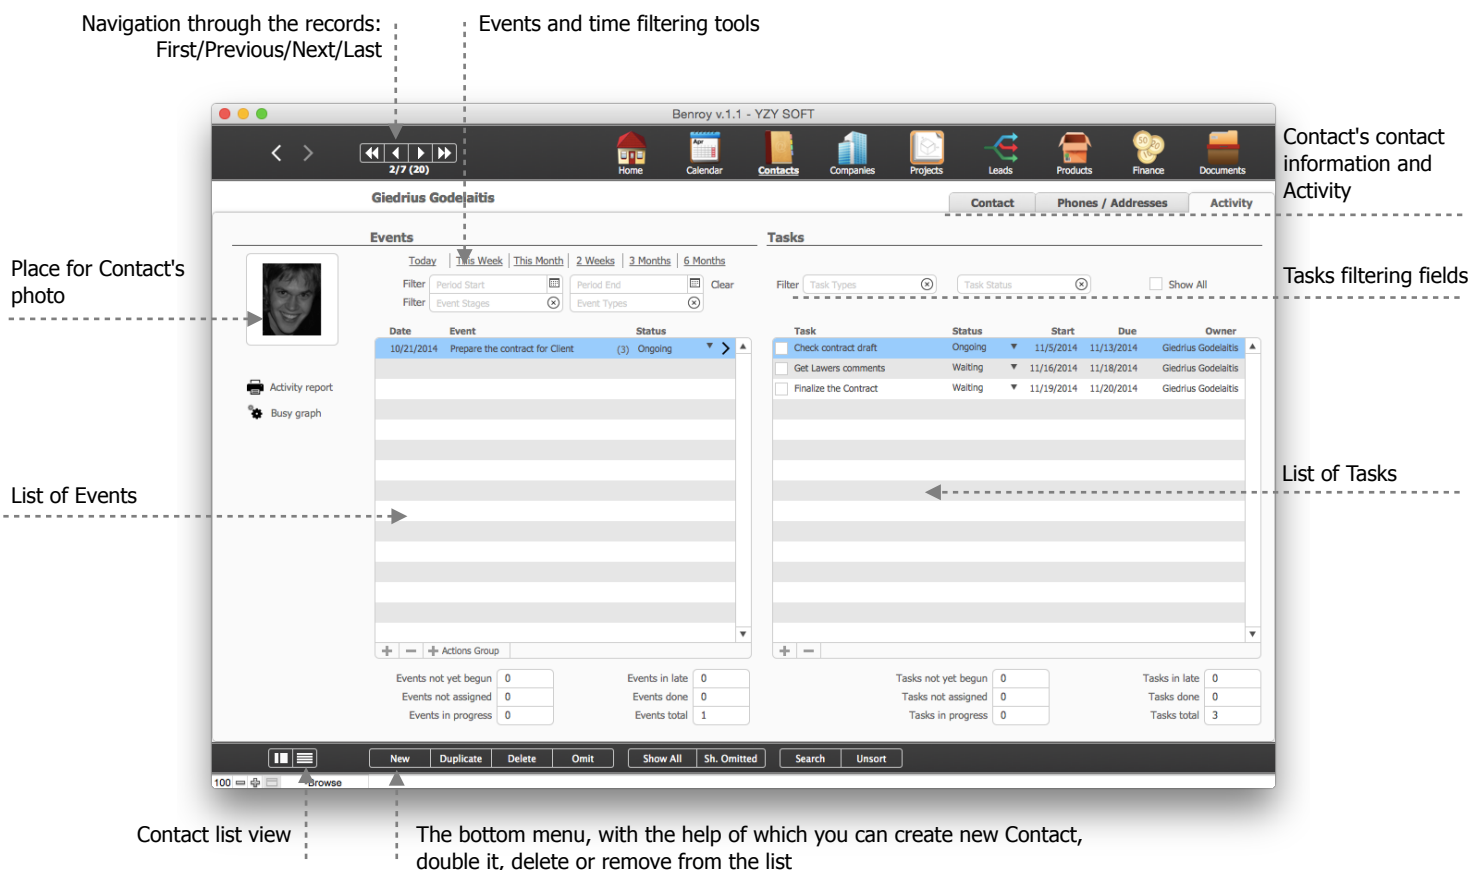 Navigation through the records:
First/Previous/Next/Last
Events and time filtering tools
Benroy v.1.1 - YZY SOFT
2/7 (20)
Home
Apr
Calendar
Contacts
Companies
Projects
Leads
Products
Finance
Documents
Contact's contact
information and
Activity
Giedrius Godelaitis
Contact
Phones / Addresses
Activity
Events
Tasks
Today This Week This Month 2 Weeks 3 Months 6 Months
Place for Contact's
photo
Filter Period Start Period End Clear
Filter Event Stages Event Types
Filter Task Types Task Status Show All
Tasks filtering fields
Date Event Status
10/21/2014 Prepare the contract for Client (3) Ongoing
Task Status Start Due Owner
Check contract draft Ongoing 11/5/2014 11/13/2014 Giedrius Godelaitis
Get Lawers comments Waiting 11/16/2014 11/18/2014 Giedrius Godelaitis
Finalize the Contract Waiting 11/19/2014 11/20/2014 Giedrius Godelaitis
Activity report
Busy graph
List of Events
List of Tasks
Actions Group
Events not yet begun 0 Events in late 0
Events not assigned 0 Events done 0
Events in progress 0 Events total 1
Tasks not yet begun 0 Tasks in late 0
Tasks not assigned 0 Tasks done 0
Tasks in progress 0 Tasks total 3
New Duplicate Delete Omit Show All Sh. Omitted Search Unsort
100 Browse
Contact list view
The bottom menu, with the help of which you can create new Contact,
double it, delete or remove from the list